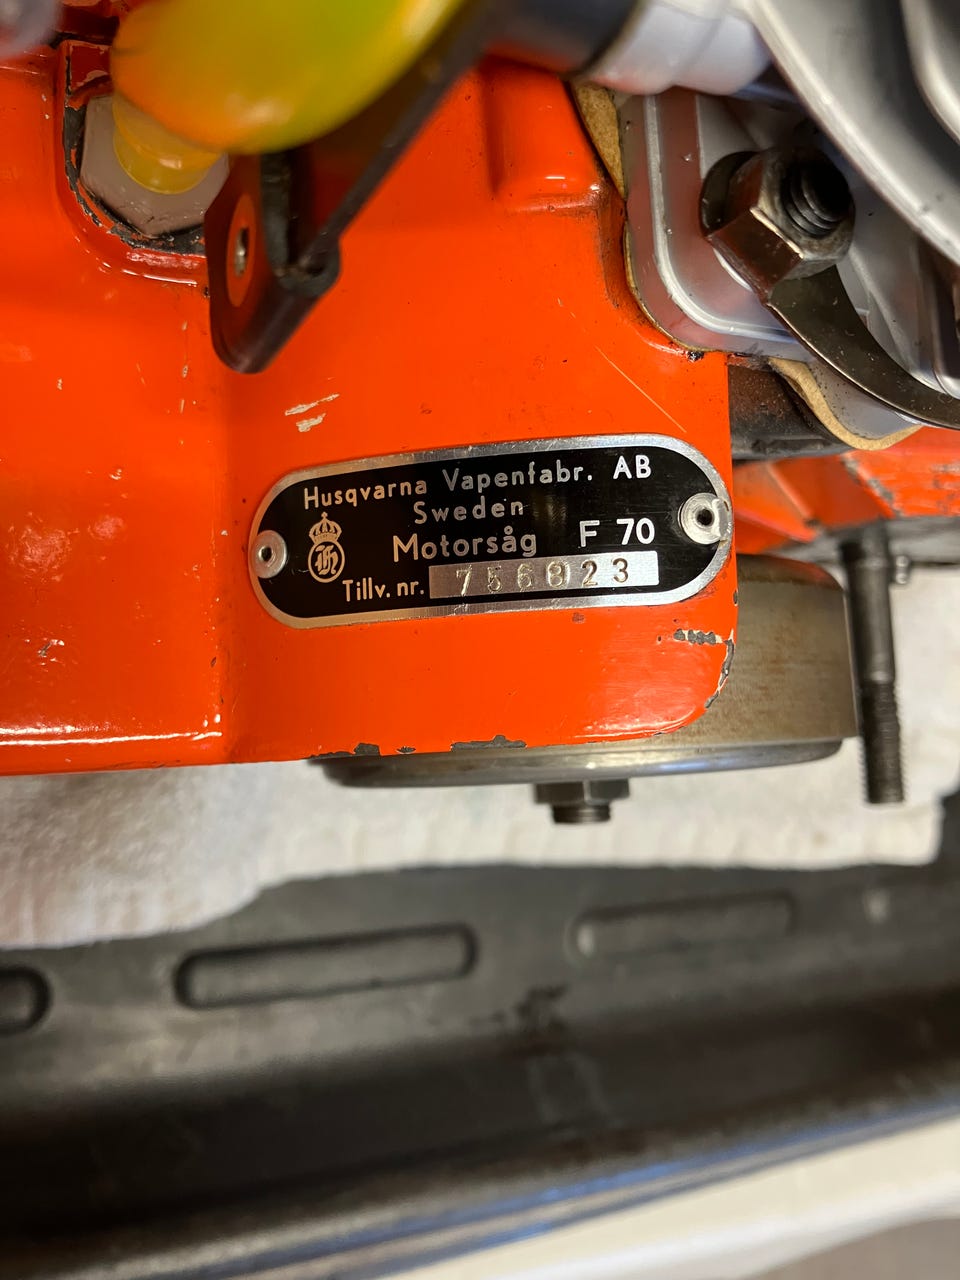 Husqvarna Vapenfabr. AB
Sweden
Motorsåg F 70
Tillv. nr. 756823